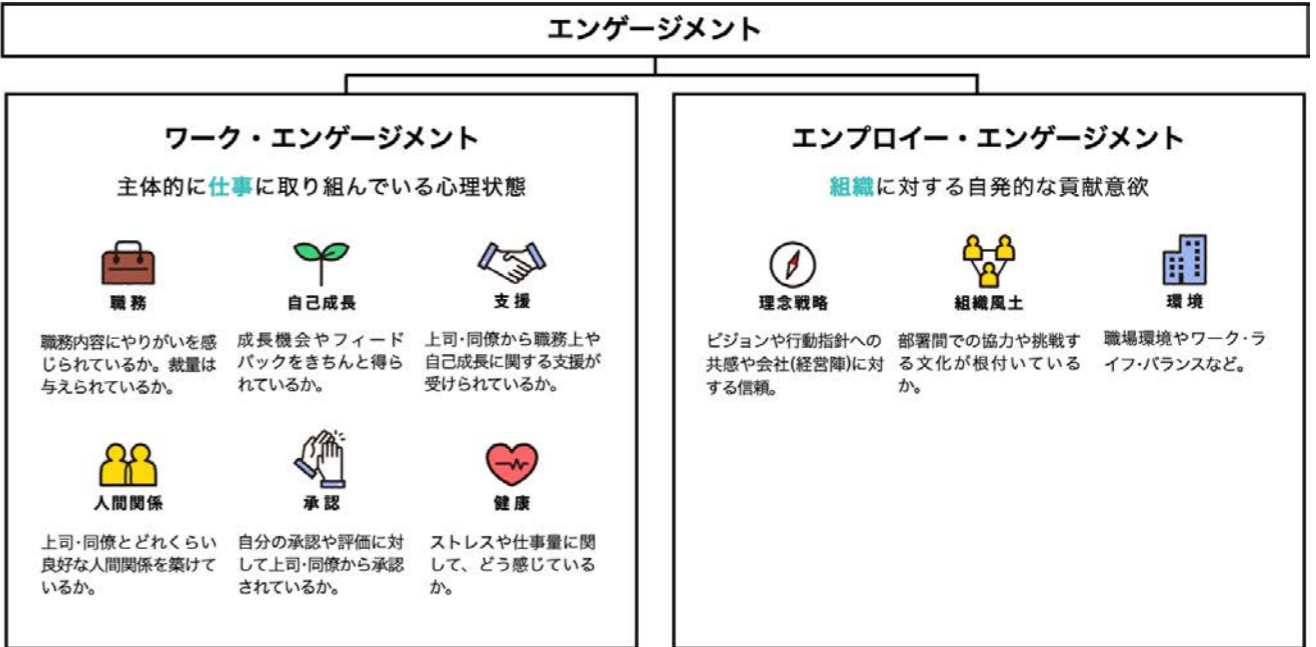 エンゲージメント
ワーク・エンゲージメント
主体的に仕事に取り組んでいる心理状態
職務
職務内容にやりがいを感
じられているか。裁量は
与えられているか。
自己成長
成長機会やフィード
バックをきちんと得ら
れているか。
支援
上司・同僚から職務上や
自己成長に関する支援が
受けられているか。
人間関係
上司・同僚とどれくらい
良好な人間関係を築けて
いるか。
承認
自分の承認や評価に対
して上司・同僚から承認
されているか。
健康
ストレスや仕事量に関
して、どう感じている
か。
エンプロイー・エンゲージメント
組織に対する自発的な貢献意欲
理念戦略
ビジョンや行動指針への
共感や会社(経営陣)に対
する信頼。
組織風土
部署間での協力や挑戦す
る文化が根付いている
か。
環境
職場環境やワーク・ラ
イフ・バランスなど。